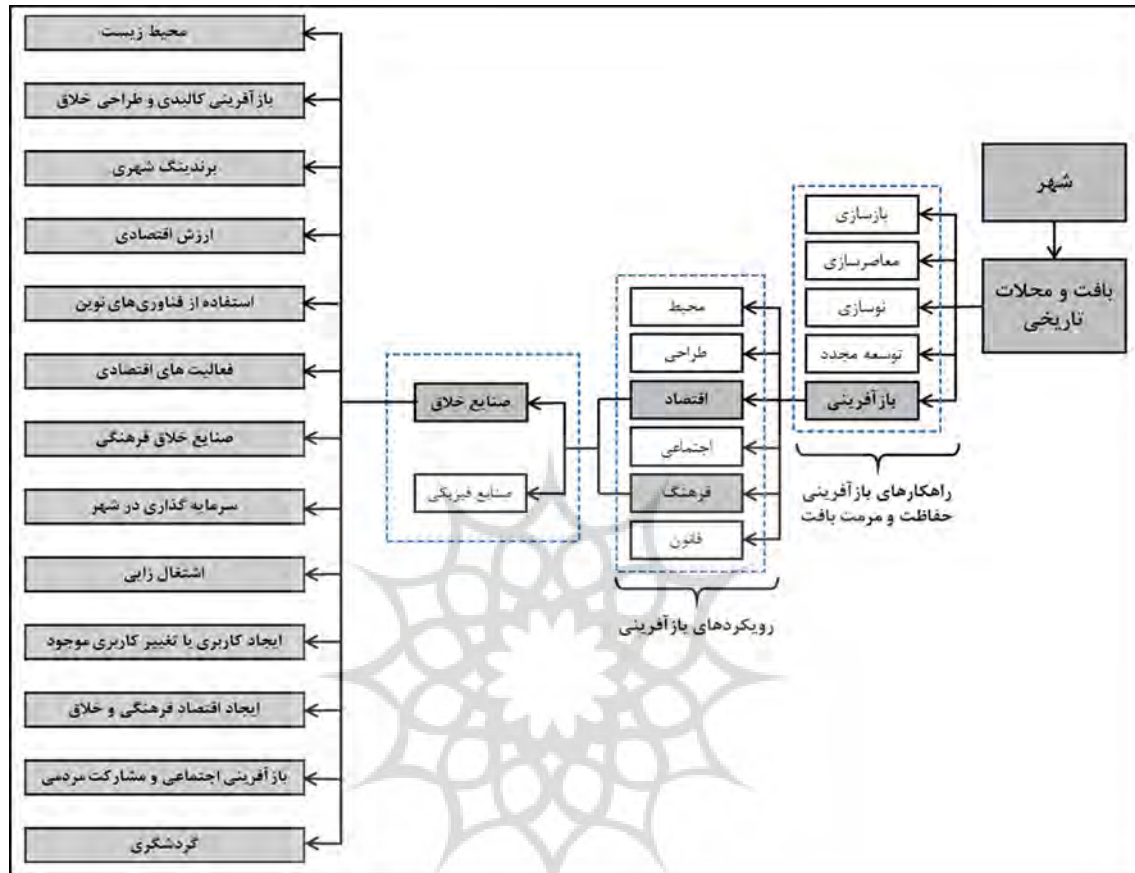 شهر
بافت و محلات
تاریخی
بازسازی
معاصرسازی
نوسازی
توسعه مجدد
بازآفرینی
راهکارهای بازآفرینی
حفاظت و مرمت بافت
محیط
طراحی
اقتصاد
اجتماعی
فرهنگ
قانون
رویکردهای بازآفرینی
صنایع خلاق
صنایع فیزیکی
محیط زیست
بازآفرینی کالبدی و طراحی خلاق
برندینگ شهری
ارزش اقتصادی
استفاده از فناوری‌های نوین
فعالیت های اقتصادی
صنایع خلاق فرهنگی
سرمایه گذاری در شهر
اشتغال زایی
ایجاد کاربری یا تغییر کاربری موجود
ایجاد اقتصاد فرهنگی و خلاق
بازآفرینی اجتماعی و مشارکت مردمی
گردشگری